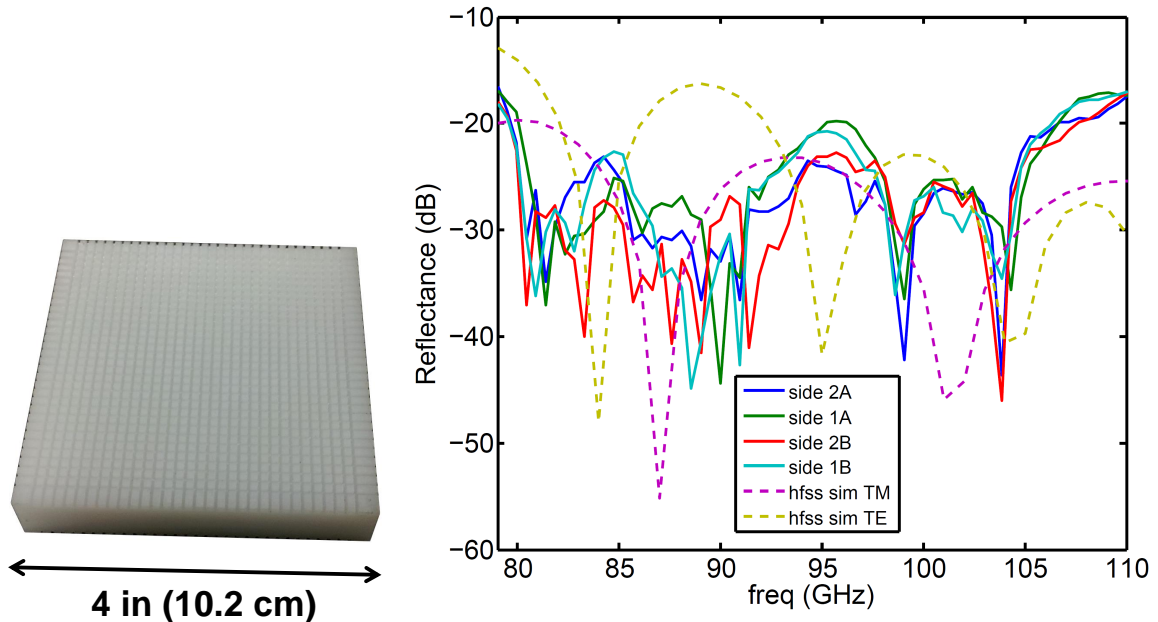 4 in (10.2 cm)
−10
−20
−30
−40
−50
−60
Reflectance (dB)
80 85 90 95 100 105 110
freq (GHz)
side 2A
side 1A
side 2B
side 1B
hfss sim TM
hfss sim TE